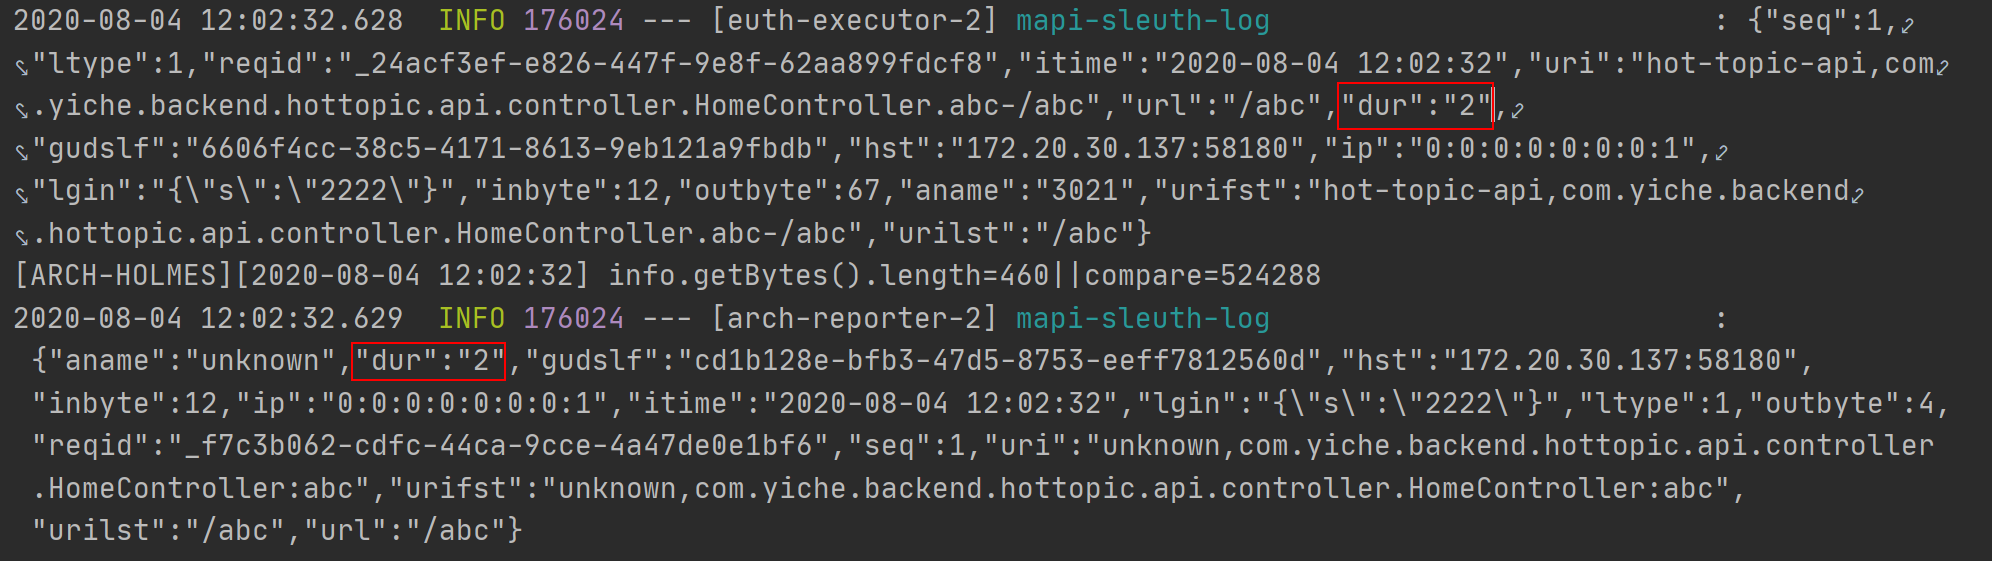 2020-08-04 12:02:32.628  INFO 176024 --- [euth-executor-2] mapi-sleuth-log                          : {"seq":1,
"ltype":1,"reqid":"_24acf3ef-e826-447f-9e8f-62aa899fdcf8","itime":"2020-08-04 12:02:32","uri":"hot-topic-api,com
.yiche.backend.hottopic.api.controller.HomeController.abc-/abc","url":"/abc","dur":"2",
"gudslf":"6606f4cc-38c5-4171-8613-9eb121a9fbdb","hst":"172.20.30.137:58180","ip":"0:0:0:0:0:0:0:1",
"lgin":"{\"s\":\"2222\"}","inbyte":12,"outbyte":67,"aname":"3021","urifst":"hot-topic-api,com.yiche.backend
.hottopic.api.controller.HomeController.abc-/abc","urilst":"/abc"}
[ARCH-HOLMES][2020-08-04 12:02:32] info.getBytes().length=460||compare=524288
2020-08-04 12:02:32.629  INFO 176024 --- [arch-reporter-2] mapi-sleuth-log                          :
{"aname":"unknown","dur":"2","gudslf":"cd1b128e-bfb3-47d5-8753-eeff7812560d","hst":"172.20.30.137:58180",
"inbyte":12,"ip":"0:0:0:0:0:0:0:1","itime":"2020-08-04 12:02:32","lgin":"{\"s\":\"2222\"}","ltype":1,"outbyte":4,
"reqid":"_f7c3b062-cdfc-44ca-9cce-4a47de0e1bf6","seq":1,"uri":"unknown,com.yiche.backend.hottopic.api.controller
.HomeController:abc","urifst":"unknown,com.yiche.backend.hottopic.api.controller.HomeController:abc",
"urilst":"/abc","url":"/abc"}